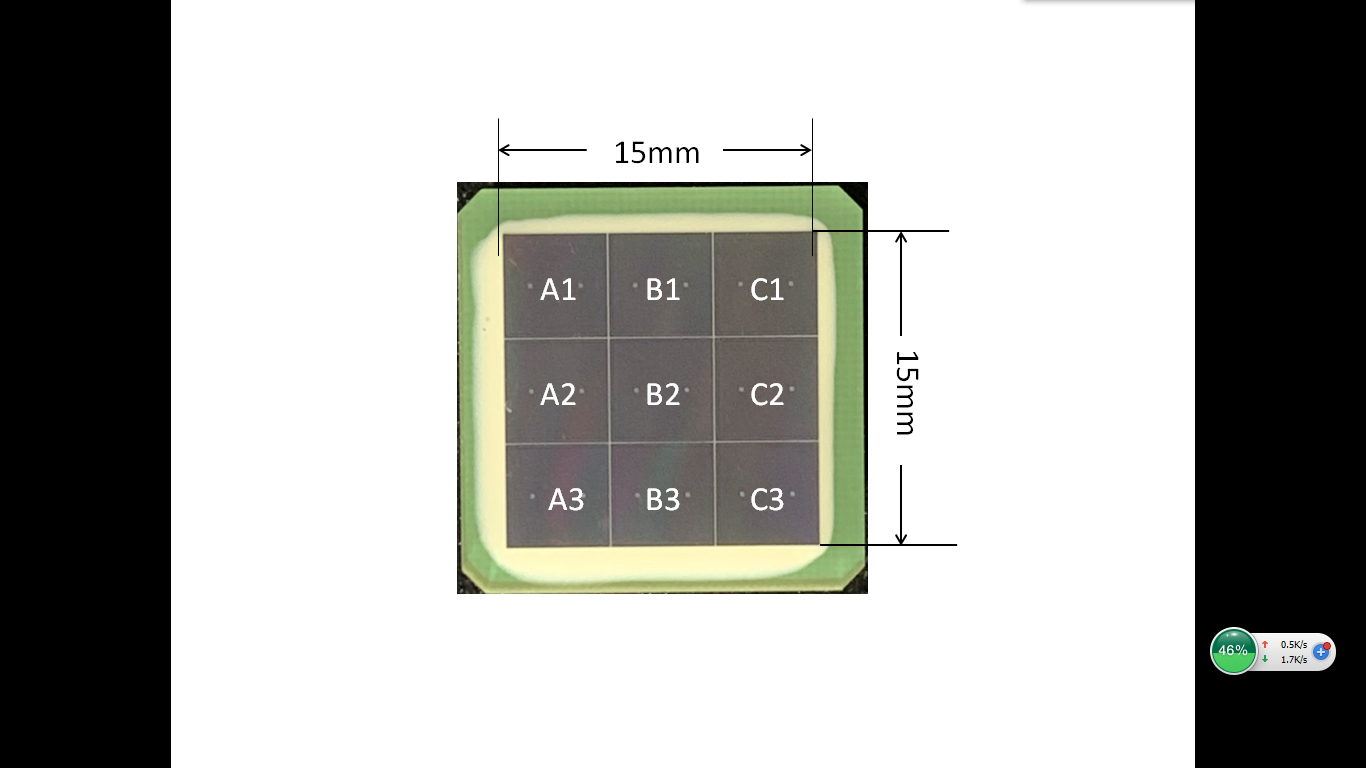 15mm
A1 B1 C1
15mm
A2 B2 C2
A3 B3 C3
46%
0.5K/s
1.7K/s